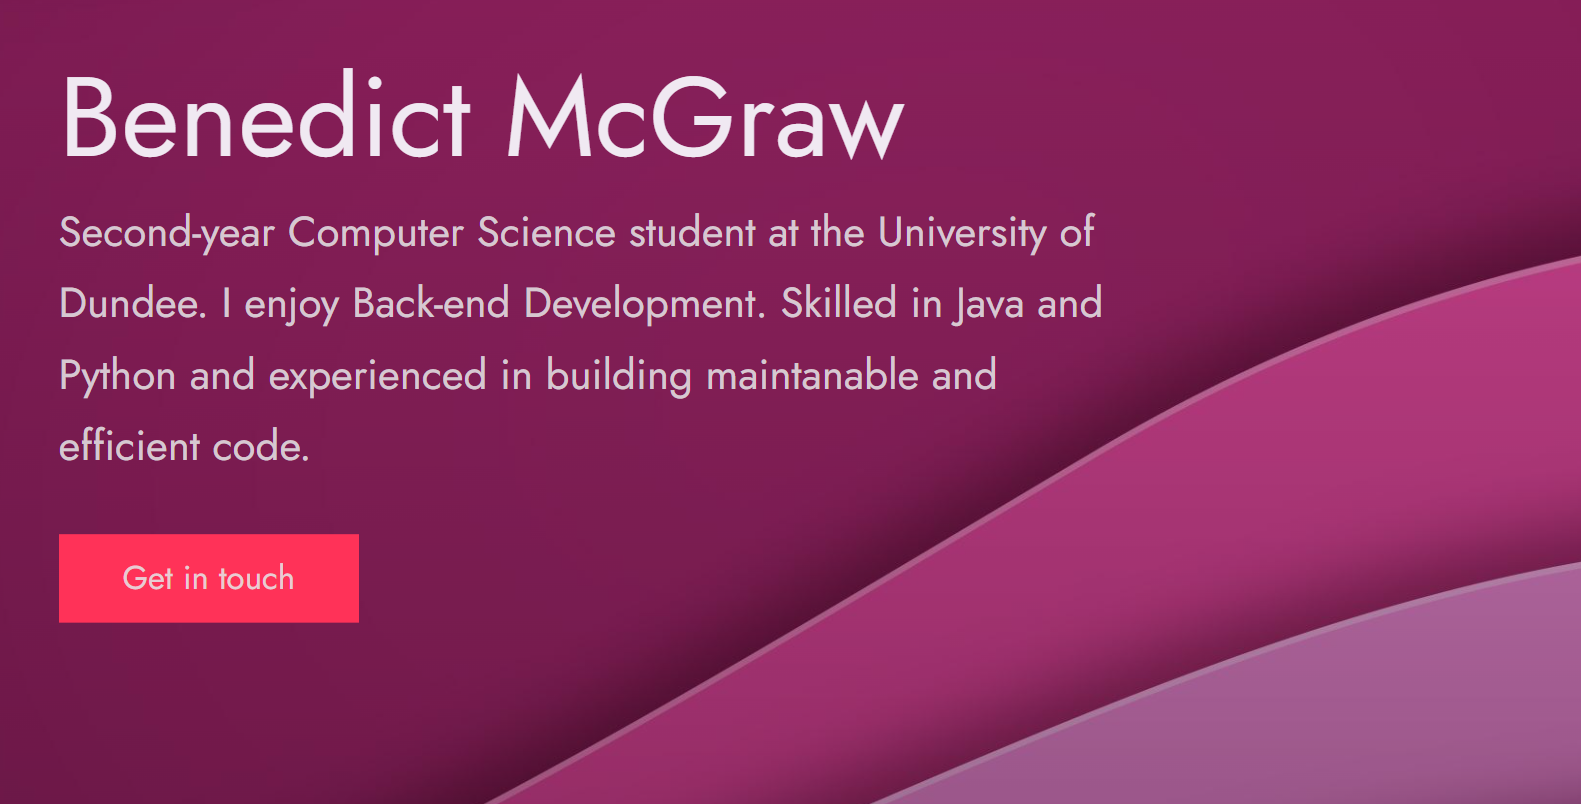 Benedict McGraw
Second-year Computer Science student at the University of
Dundee. I enjoy Back-end Development. Skilled in Java and
Python and experienced in building maintanable and
efficient code.
Get in touch